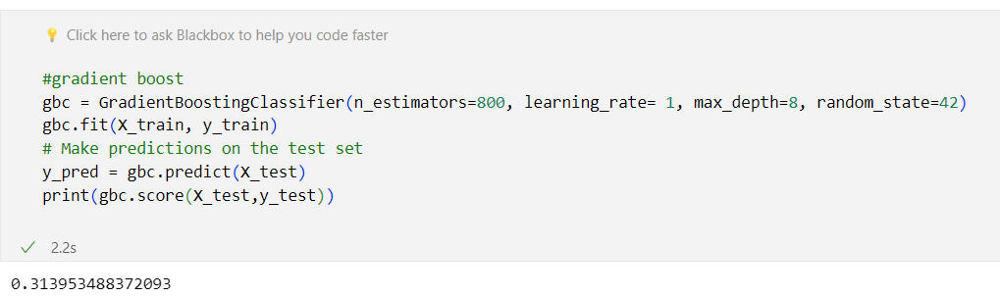 💡 Click here to ask Blackbox to help you code faster
#gradient boost
gbc = GradientBoostingClassifier(n_estimators=800, learning_rate= 1, max_depth=8, random_state=42)
gbc.fit(X_train, y_train)
# Make predictions on the test set
y_pred = gbc.predict(X_test)
print(gbc.score(X_test,y_test))
✓ 2.2s
0.313953488372093